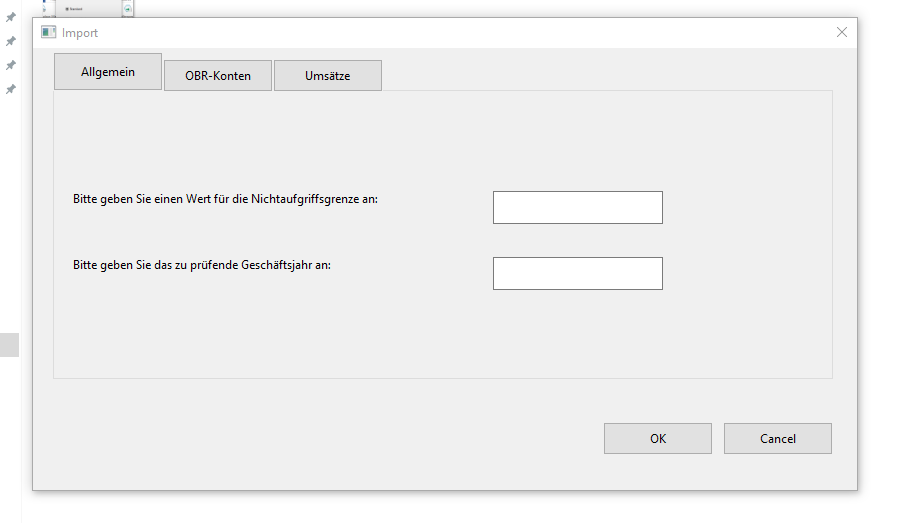 Import
Allgemein
OBR-Konten
Umsätze
Bitte geben Sie einen Wert für die Nichtaufgriffsgrenze an:
Bitte geben Sie das zu prüfende Geschäftsjahr an:
OK
Cancel